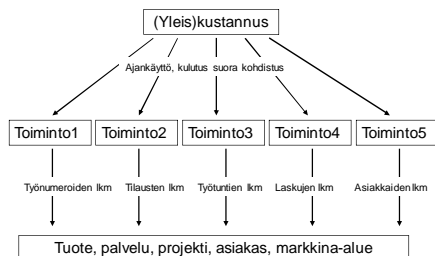 (Yleis)kustannus
Ajankäyttö, kulutus suora kohdistus
Toiminto1 Toiminto2 Toiminto3 Toiminto4 Toiminto5
Työnumeroiden lkm Tilausten lkm Työtuntien lkm Laskujen lkm Asiakkaiden lkm
Tuote, palvelu, projekti, asiakas, markkina-alue